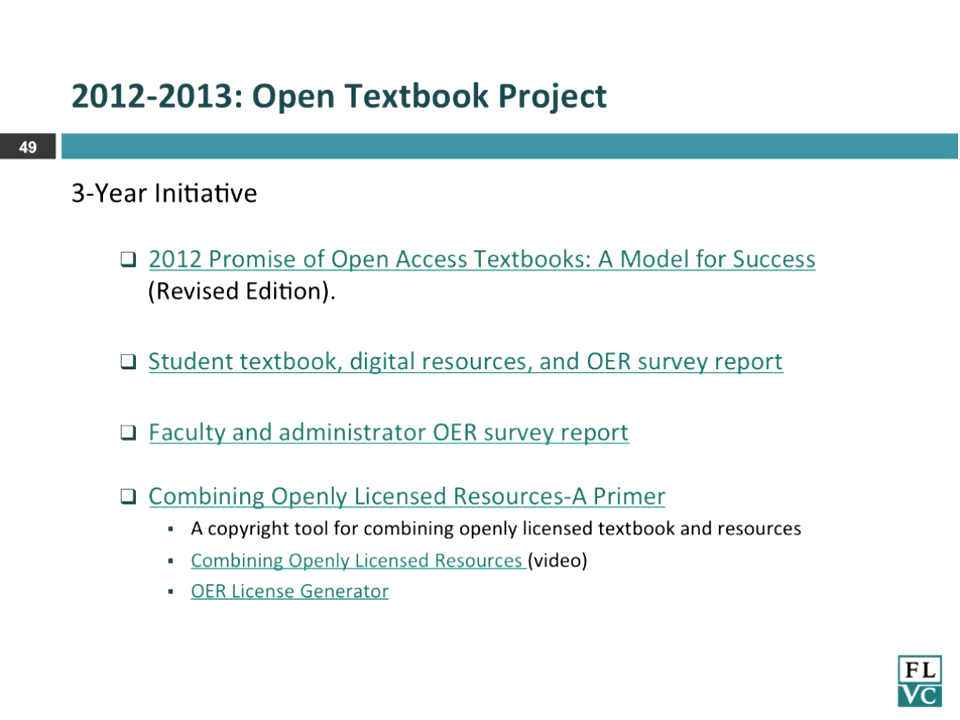 2012-2013: Open Textbook Project
49
3-Year Initiative
❑ 2012 Promise of Open Access Textbooks: A Model for Success
(Revised Edition).
❑ Student textbook, digital resources, and OER survey report
❑ Faculty and administrator OER survey report
❑ Combining Openly Licensed Resources-A Primer
▪ A copyright tool for combining openly licensed textbook and resources
▪ Combining Openly Licensed Resources (video)
▪ OER License Generator
FL
VC